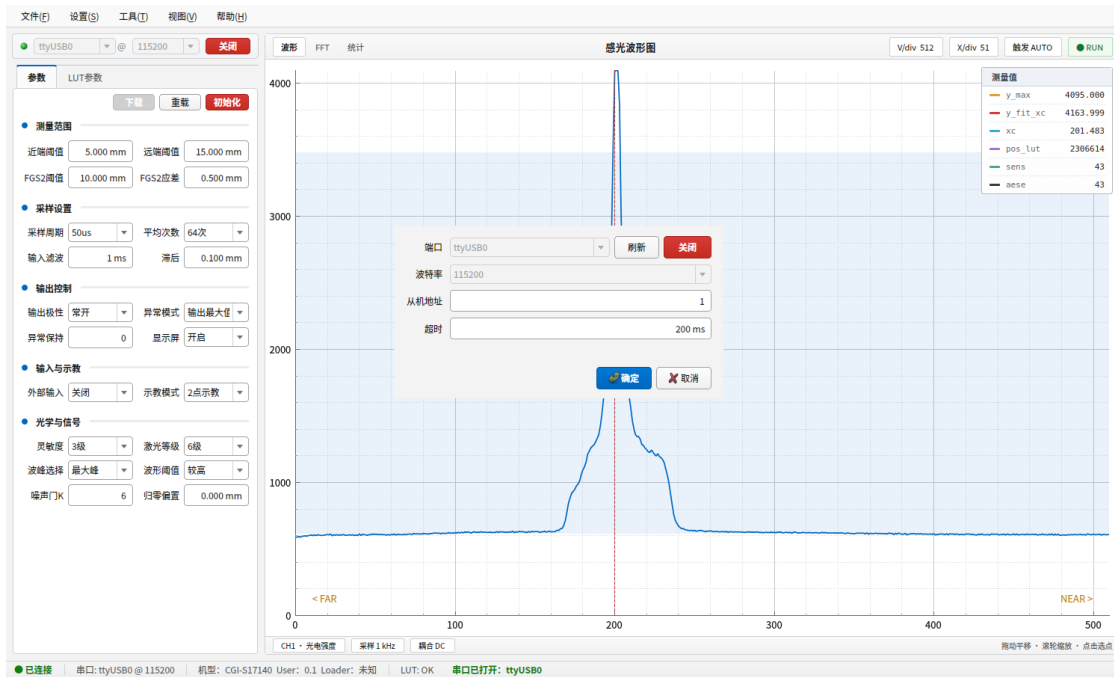 文件(F) 设置(S) 工具(T) 视图(V) 帮助(H)
ttyUSB0 @ 115200 关闭
参数 LUT参数
下载 重载 初始化
测量范围
近端阈值 5.000 mm 远端阈值 15.000 mm
FGS2阈值 10.000 mm FGS2应差 0.500 mm
采样设置
采样周期 50us 平均次数 64次
输入滤波 1 ms 滞后 0.100 mm
输出控制
输出极性 常开 异常模式 输出最大值
异常保持 0 显示屏 开启
输入与示教
外部输入 关闭 示教模式 2点示教
光学与信号
灵敏度 3级 激光等级 6级
波峰选择 最大峰 波形阈值 较高
噪声门K 6 归零偏置 0.000 mm
波形 FFT 统计 感光波形图 V/div 512 X/div 51 触发 AUTO RUN
测量值
y_max 4095.000
y_fit_xc 4163.999
xc 201.483
pos_lut 2306614
sens 43
aese 43
4000
3000
2000
1000
0
< FAR NEAR >
100 200 300 400 500
端口 ttyUSB0 刷新 关闭
波特率 115200
从机地址 1
超时 200 ms
确定 取消
CH1 · 光电强度 采样 1 kHz 耦合 DC 拖动平移 · 滚轮缩放 · 点击选点
已连接 串口: ttyUSB0 @ 115200 机型: CGI-S17140 User: 0.1 Loader: 未知 LUT: OK 串口已打开: ttyUSB0